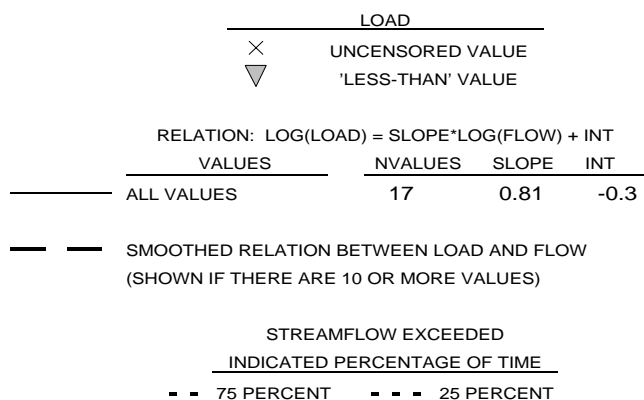 LOAD
UNCENSORED VALUE
'LESS-THAN' VALUE
RELATION: LOG(LOAD) = SLOPE*LOG(FLOW) + INT
VALUES NVALUES SLOPE INT
ALL VALUES 17 0.81 -0.3
SMOOTHED RELATION BETWEEN LOAD AND FLOW
(SHOWN IF THERE ARE 10 OR MORE VALUES)
STREAMFLOW EXCEEDED
INDICATED PERCENTAGE OF TIME
75 PERCENT 25 PERCENT